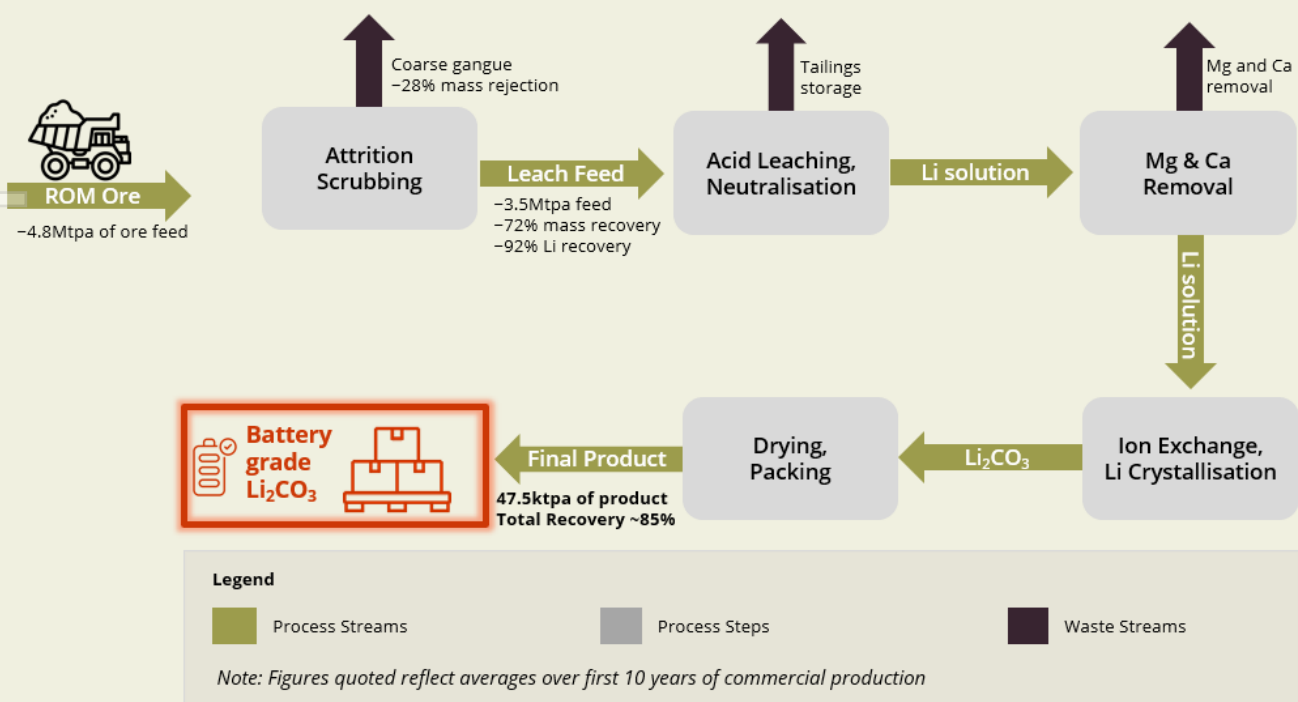 Coarse gangue
~28% mass rejection
Tailings
storage
Mg and Ca
removal
ROM Ore
~4.8Mtpa of ore feed
Attrition
Scrubbing
Leach Feed
~3.5Mtpa feed
~72% mass recovery
~92% Li recovery
Acid Leaching,
Neutralisation
Li solution
Mg & Ca
Removal
Li solution
Ion Exchange,
Li Crystallisation
Li₂CO₃
Drying,
Packing
Final Product
47.5ktpa of product
Total Recovery ~85%
Battery
grade
Li₂CO₃
Legend
Process Streams
Process Steps
Waste Streams
Note: Figures quoted reflect averages over first 10 years of commercial production